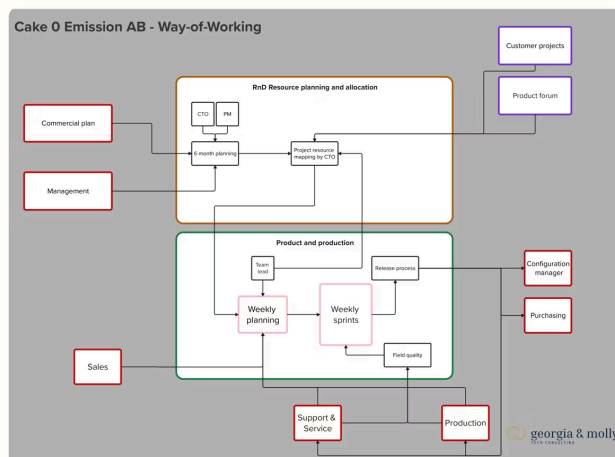 Cake 0 Emission AB - Way-of-Working
Customer projects
Product forum
RnD Resource planning and allocation
CTO
PM
Commercial plan
6 month planning
Project resource
mapping by CTO
Management
Product and production
Team
lead
Release process
Configuration
manager
Weekly
planning
Weekly
sprints
Purchasing
Field quality
Sales
Support &
Service
Production
georgia & molly
TECH CONSULTING